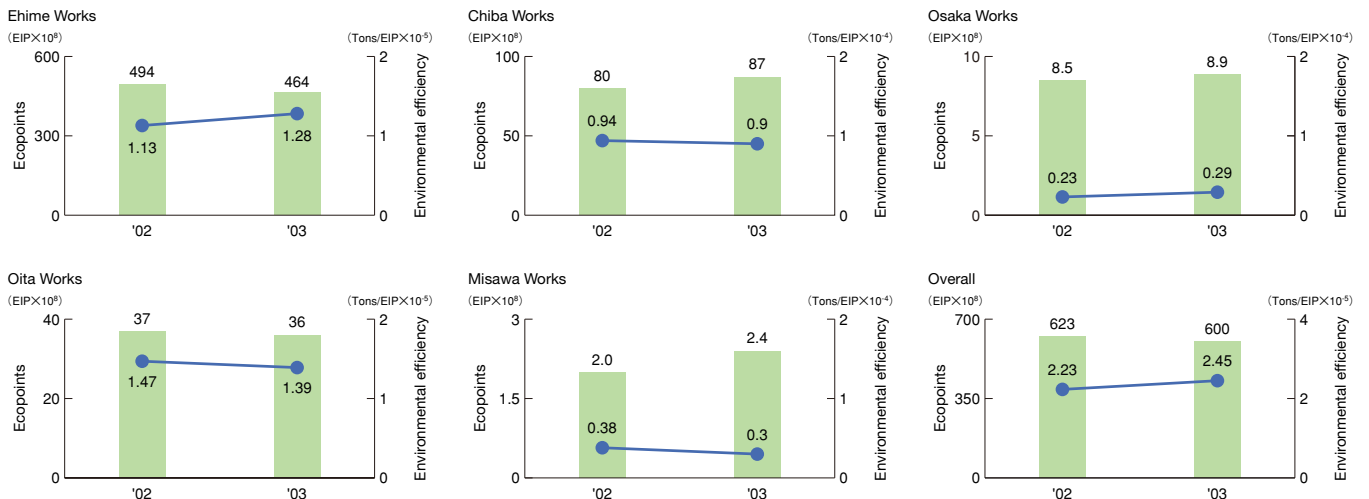 Ehime Works
(EIP×10⁸)
(Tons/EIP×10⁻⁵)
600
300
0
2
1
0
Ecopoints
Environmental efficiency
494
464
1.13
1.28
'02
'03
Chiba Works
(EIP×10⁸)
(Tons/EIP×10⁻⁴)
100
50
0
2
1
0
Ecopoints
Environmental efficiency
80
87
0.94
0.9
'02
'03
Osaka Works
(EIP×10⁸)
(Tons/EIP×10⁻⁴)
10
5
0
2
1
0
Ecopoints
Environmental efficiency
8.5
8.9
0.23
0.29
'02
'03
Oita Works
(EIP×10⁸)
(Tons/EIP×10⁻⁵)
40
20
0
2
1
0
Ecopoints
Environmental efficiency
37
36
1.47
1.39
'02
'03
Misawa Works
(EIP×10⁸)
(Tons/EIP×10⁻⁴)
3
1.5
0
2
1
0
Ecopoints
Environmental efficiency
2.0
2.4
0.38
0.3
'02
'03
Overall
(EIP×10⁸)
(Tons/EIP×10⁻⁵)
700
350
0
4
2
0
Ecopoints
Environmental efficiency
623
600
2.23
2.45
'02
'03